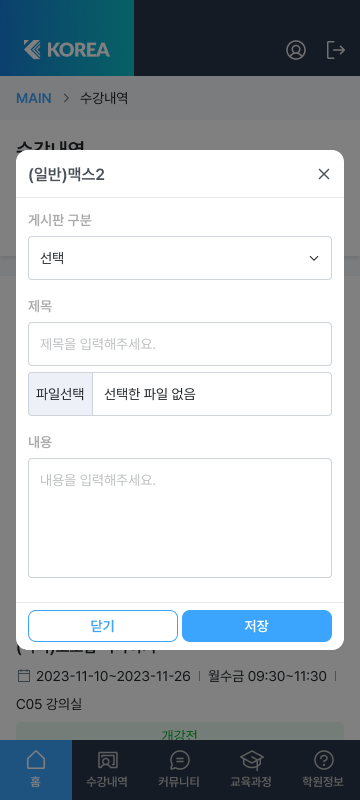 KOREA
MAIN > 수강내역
수강내역
(일반)맥스2
게시판 구분
선택
제목
제목을 입력해주세요.
파일선택 선택한 파일 없음
내용
내용을 입력해주세요.
닫기 저장
2023-11-10~2023-11-26 | 월수금 09:30~11:30 |
C05 강의실
개강전
홈 수강내역 커뮤니티 교육과정 학원정보